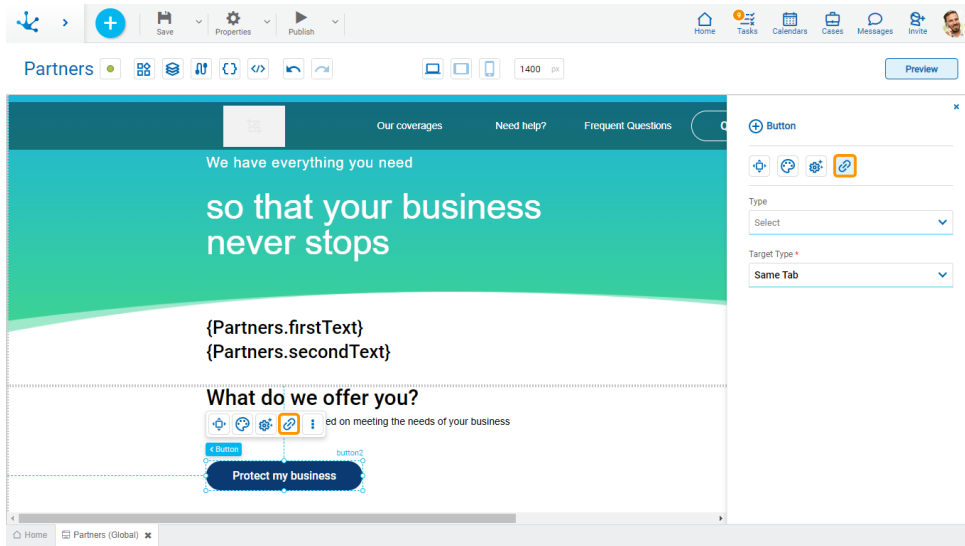 Save
Properties
Publish
9
Home
Tasks
Calendars
Cases
Messages
Invite
Partners
1400 px
Preview
Our coverages
Need help?
Frequent Questions
Q
Button
We have everything you need
so that your business
never stops
Type
Select
Target Type *
Same Tab
{Partners.firstText}
{Partners.secondText}
What do we offer you?
ed on meeting the needs of your business
< Button
button2
Protect my business
Home
Partners (Global)